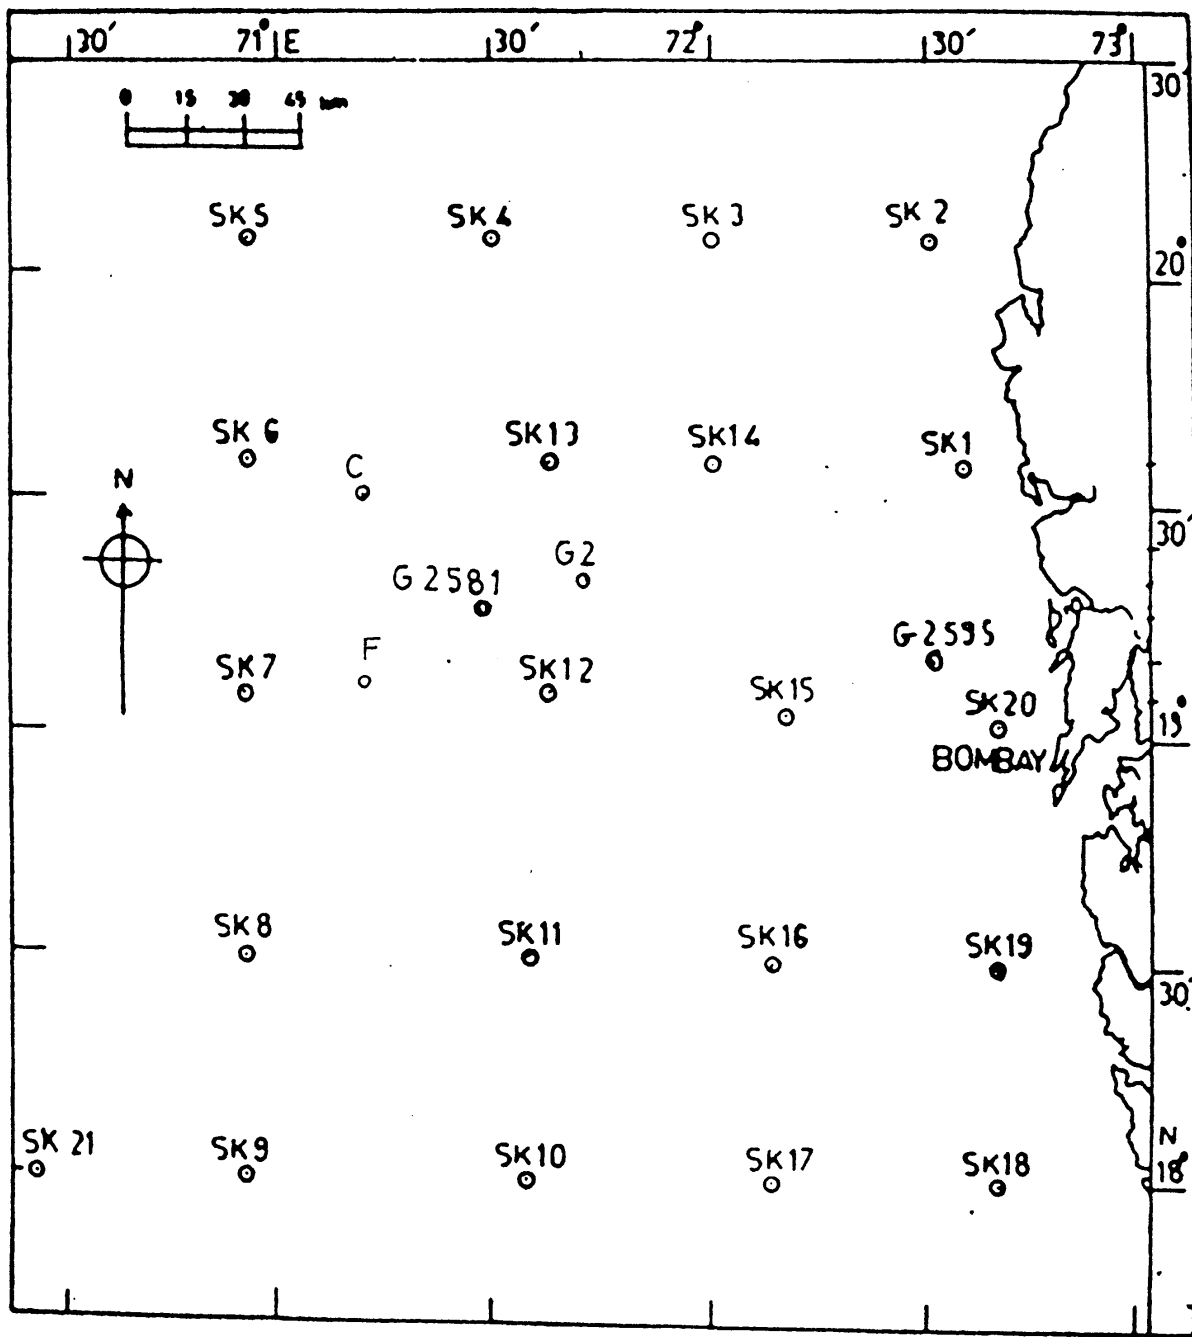 30′ 71° E 30′ 72° 30′ 73°
30′
0 15 30 45 km
SK5 SK4 SK3 SK2
20°
SK6 SK13 SK14 SK1
C
N
30′
G2
G2581
G2595
F
SK7 SK12 SK15
SK20
19°
BOMBAY
SK8 SK11 SK16 SK19
30′
N
18°
SK21 SK9 SK10 SK17 SK18